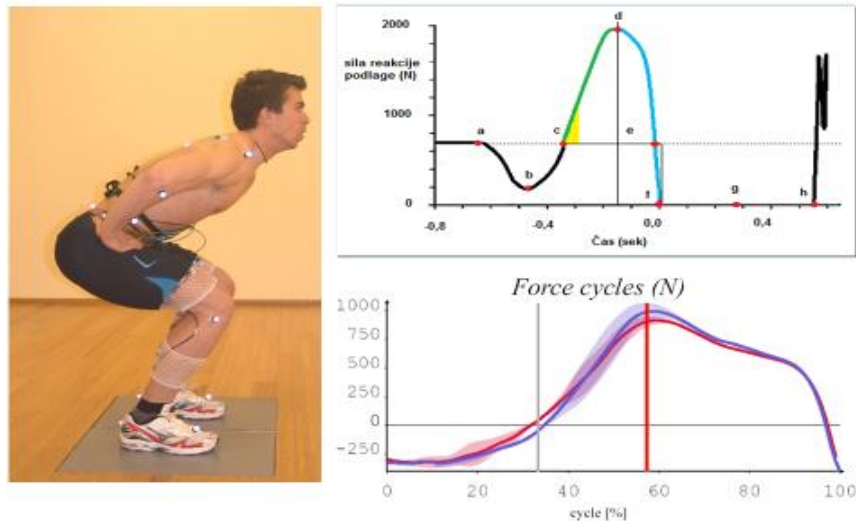 2000
sila reakcije
podlage (N)
1000
0
a
b
c
d
e
f
g
h
-0,8
-0,4
0,0
0,4
Čas (sek)
Force cycles (N)
1000
750
500
250
0
-250
0
20
40
60
80
100
cycle [%]